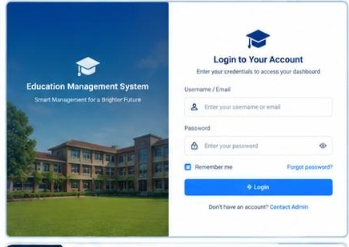 Education Management System
Smart Management for a Brighter Future
Login to Your Account
Enter your credentials to access your dashboard
Username / Email
Enter your username or email
Password
Enter your password
Remember me
Forgot password?
Login
Don't have an account? Contact Admin